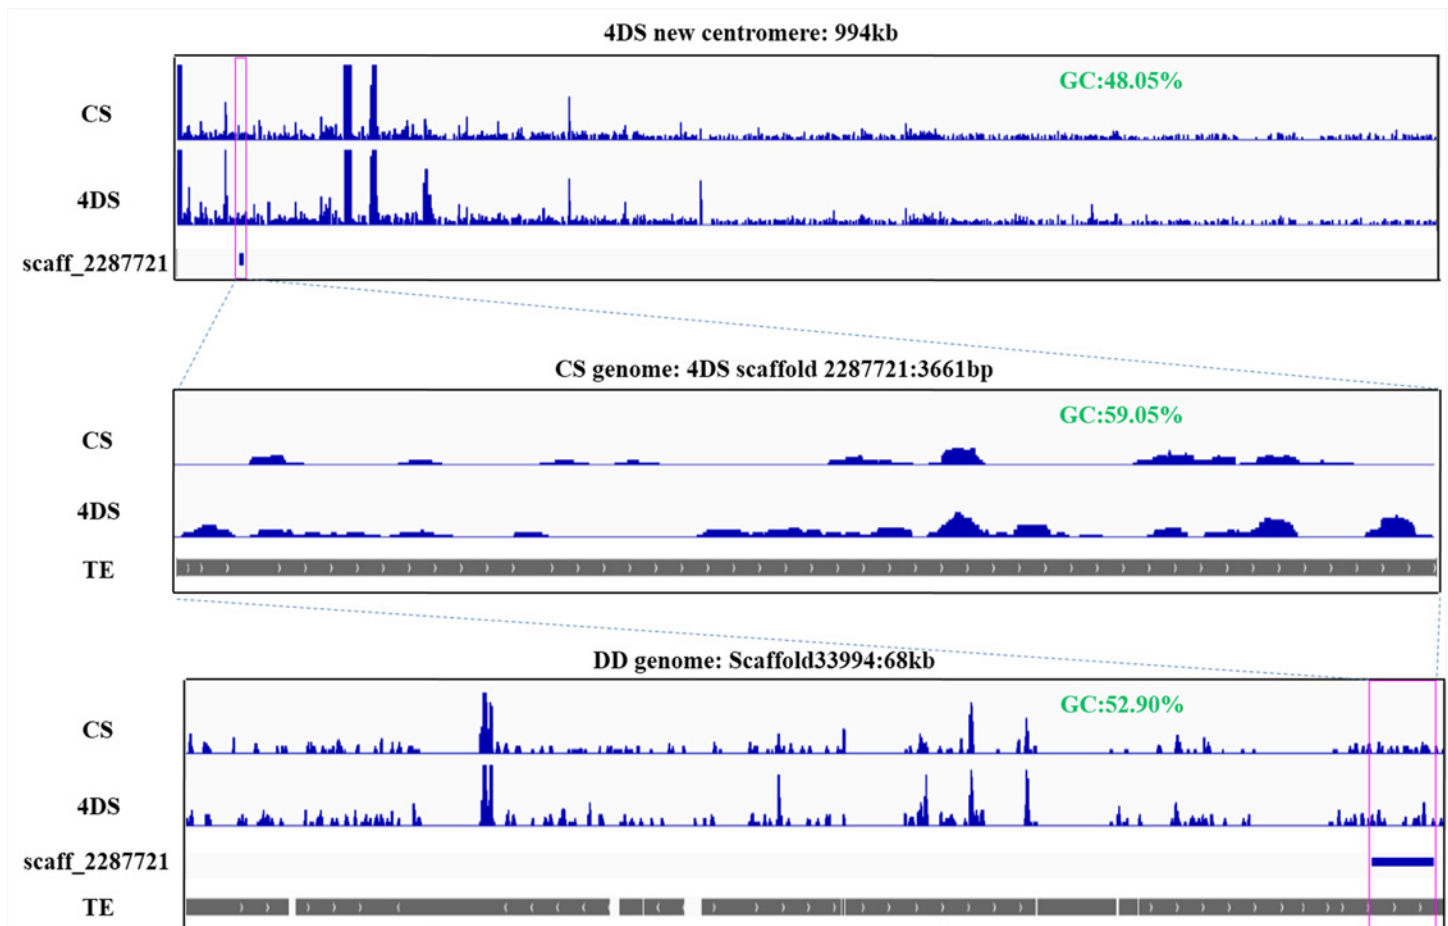 4DS new centromere: 994kb
GC:48.05%
CS
4DS
scaff_2287721
CS genome: 4DS scaffold 2287721:3661bp
GC:59.05%
CS
4DS
TE
DD genome: Scaffold33994:68kb
GC:52.90%
CS
4DS
scaff_2287721
TE